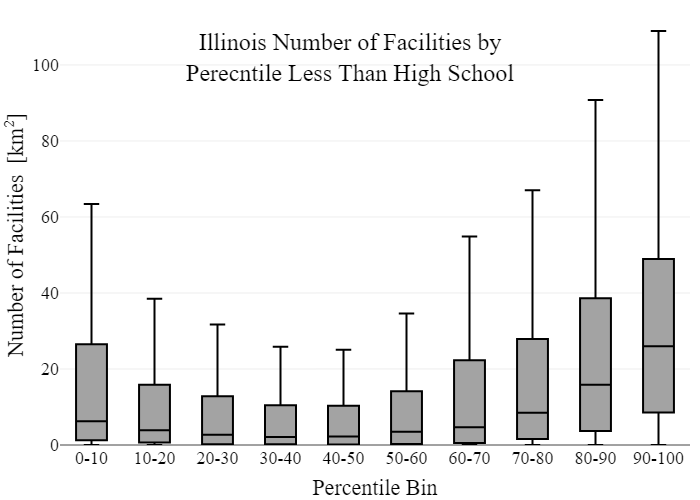 Illinois Number of Facilities by
Perecntile Less Than High School
Number of Facilities [km²]
100
80
60
40
20
0
0-10 10-20 20-30 30-40 40-50 50-60 60-70 70-80 80-90 90-100
Percentile Bin